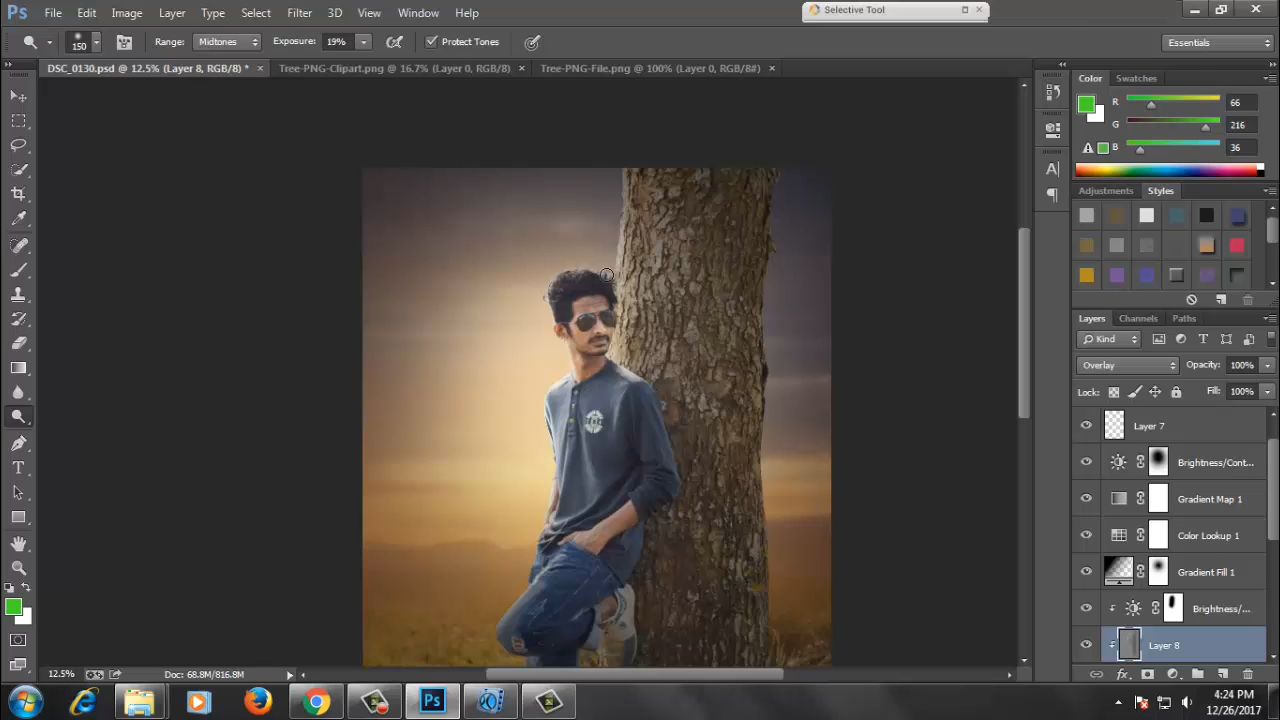 Ps File Edit Image Layer Type Select Filter 3D View Window Help
Selective Tool
150 Range: Midtones Exposure: 19% Protect Tones Essentials
DSC_0130.psd @ 12.5% (Layer 8, RGB/8) * × Tree-PNG-Clipart.png @ 16.7% (Layer 0, RGB/8) × Tree-PNG-File.png @ 100% (Layer 0, RGB/8#) ×
Color Swatches
R 66
G 216
B 36
Adjustments Styles
Layers Channels Paths
Kind
Overlay Opacity: 100%
Lock: Fill: 100%
Layer 7
Brightness/Cont...
Gradient Map 1
Color Lookup 1
Gradient Fill 1
Brightness/...
Layer 8
12.5% Doc: 68.8M/816.8M
Ps
4:24 PM
12/26/2017